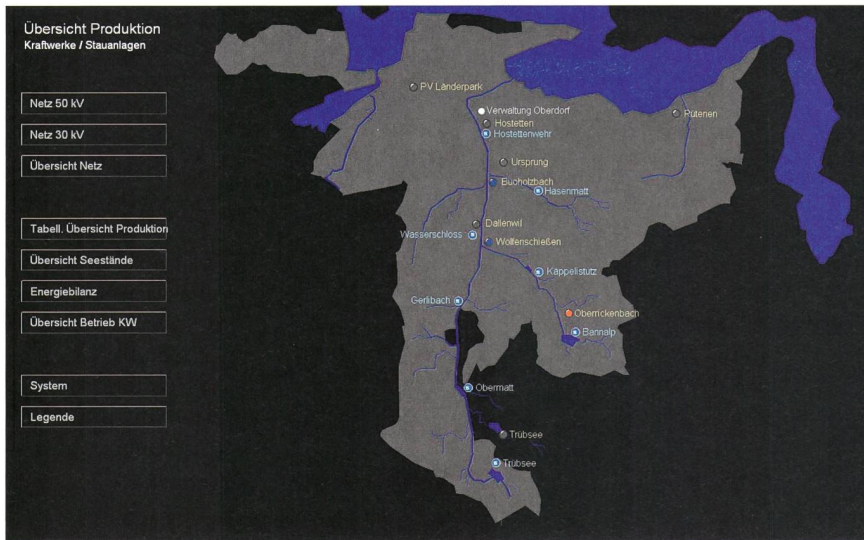 Übersicht Produktion
Kraftwerke / Stauanlagen
Netz 50 kV
Netz 30 kV
Übersicht Netz
Tabell. Übersicht Produktion
Übersicht Seestände
Energiebilanz
Übersicht Betrieb KW
System
Legende
PV Länderpark
Verwaltung Oberdorf
Hostetten
Hostettenwehr
Rütenen
Ursprung
Buoholzbach
Hasenmatt
Dallenwil
Wasserschloss
Wolfenschießen
Käppelistutz
Gerlibach
Oberrickenbach
Bannalp
Obermatt
Trübsee
Trübsee